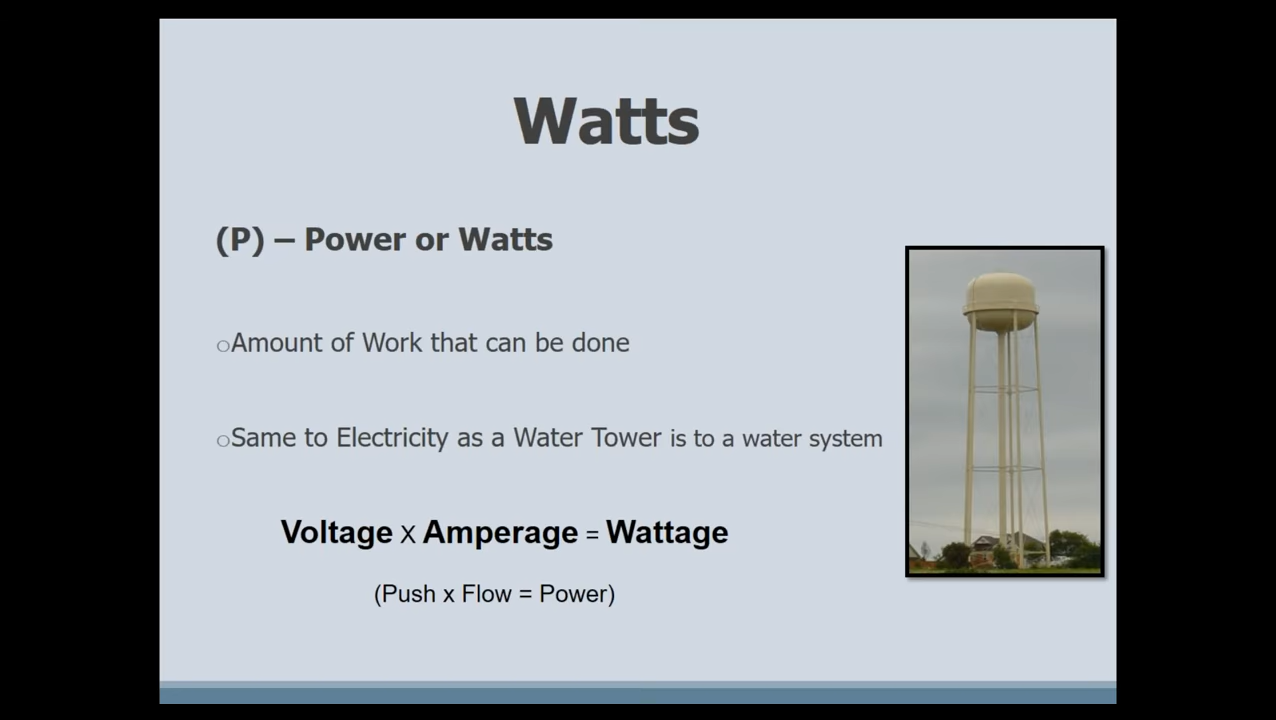 Watts
(P) – Power or Watts
○Amount of Work that can be done
○Same to Electricity as a Water Tower is to a water system
Voltage X Amperage = Wattage
(Push x Flow = Power)